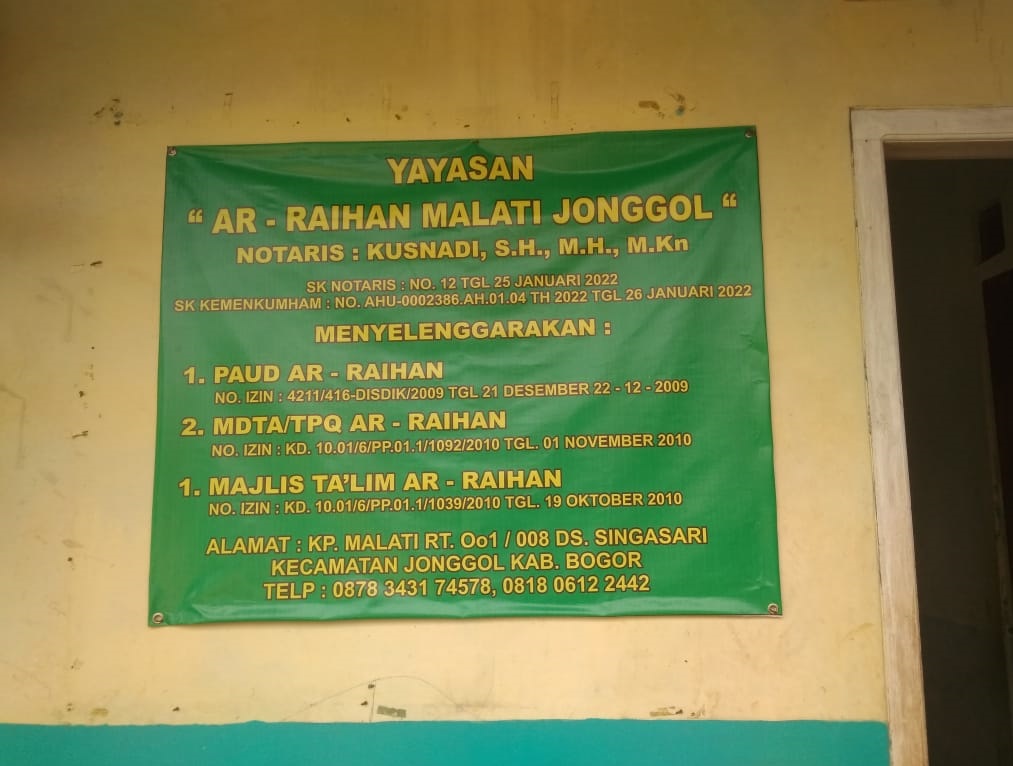 YAYASAN
“ AR - RAIHAN MALATI JONGGOL “
NOTARIS : KUSNADI, S.H., M.H., M.Kn
SK NOTARIS : NO. 12 TGL 25 JANUARI 2022
SK KEMENKUMHAM : NO. AHU-0002386.AH.01.04 TH 2022 TGL 26 JANUARI 2022
MENYELENGGARAKAN :
1. PAUD AR - RAIHAN
NO. IZIN : 4211/416-DISDIK/2009 TGL 21 DESEMBER 22 - 12 - 2009
2. MDTA/TPQ AR - RAIHAN
NO. IZIN : KD. 10.01/6/PP.01.1/1092/2010 TGL. 01 NOVEMBER 2010
1. MAJLIS TA’LIM AR - RAIHAN
NO. IZIN : KD. 10.01/6/PP.01.1/1039/2010 TGL. 19 OKTOBER 2010
ALAMAT : KP. MALATI RT. Oo1 / 008 DS. SINGASARI
KECAMATAN JONGGOL KAB. BOGOR
TELP : 0878 3431 74578, 0818 0612 2442